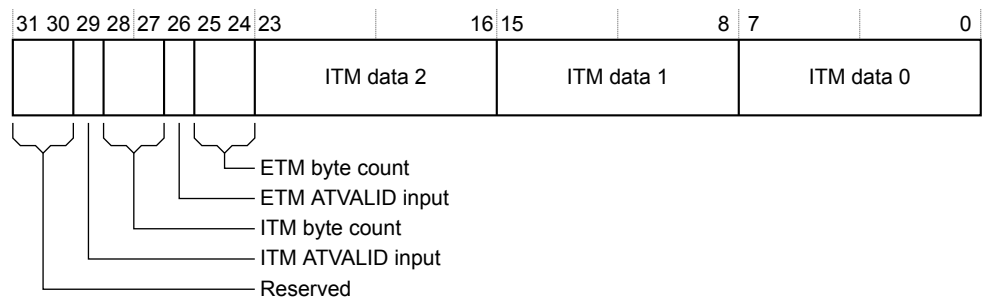 31 30 29 28 27 26 25 24 23 16 15 8 7 0
ITM data 2 ITM data 1 ITM data 0
ETM byte count
ETM ATVALID input
ITM byte count
ITM ATVALID input
Reserved